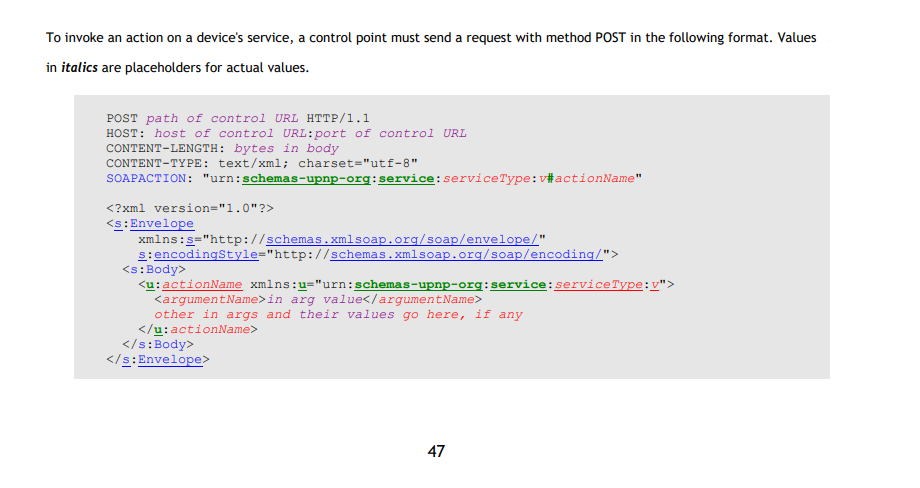 To invoke an action on a device's service, a control point must send a request with method POST in the following format. Values
in italics are placeholders for actual values.
POST path of control URL HTTP/1.1
HOST: host of control URL:port of control URL
CONTENT-LENGTH: bytes in body
CONTENT-TYPE: text/xml; charset="utf-8"
SOAPACTION: "urn:schemas-upnp-org:service:serviceType:v#actionName"
<?xml version="1.0"?>
<s:Envelope
xmlns:s="http://schemas.xmlsoap.org/soap/envelope/"
s:encodingStyle="http://schemas.xmlsoap.org/soap/encoding/">
<s:Body>
<u:actionName xmlns:u="urn:schemas-upnp-org:service:serviceType:v">
<argumentName>in arg value</argumentName>
other in args and their values go here, if any
</u:actionName>
</s:Body>
</s:Envelope>
47